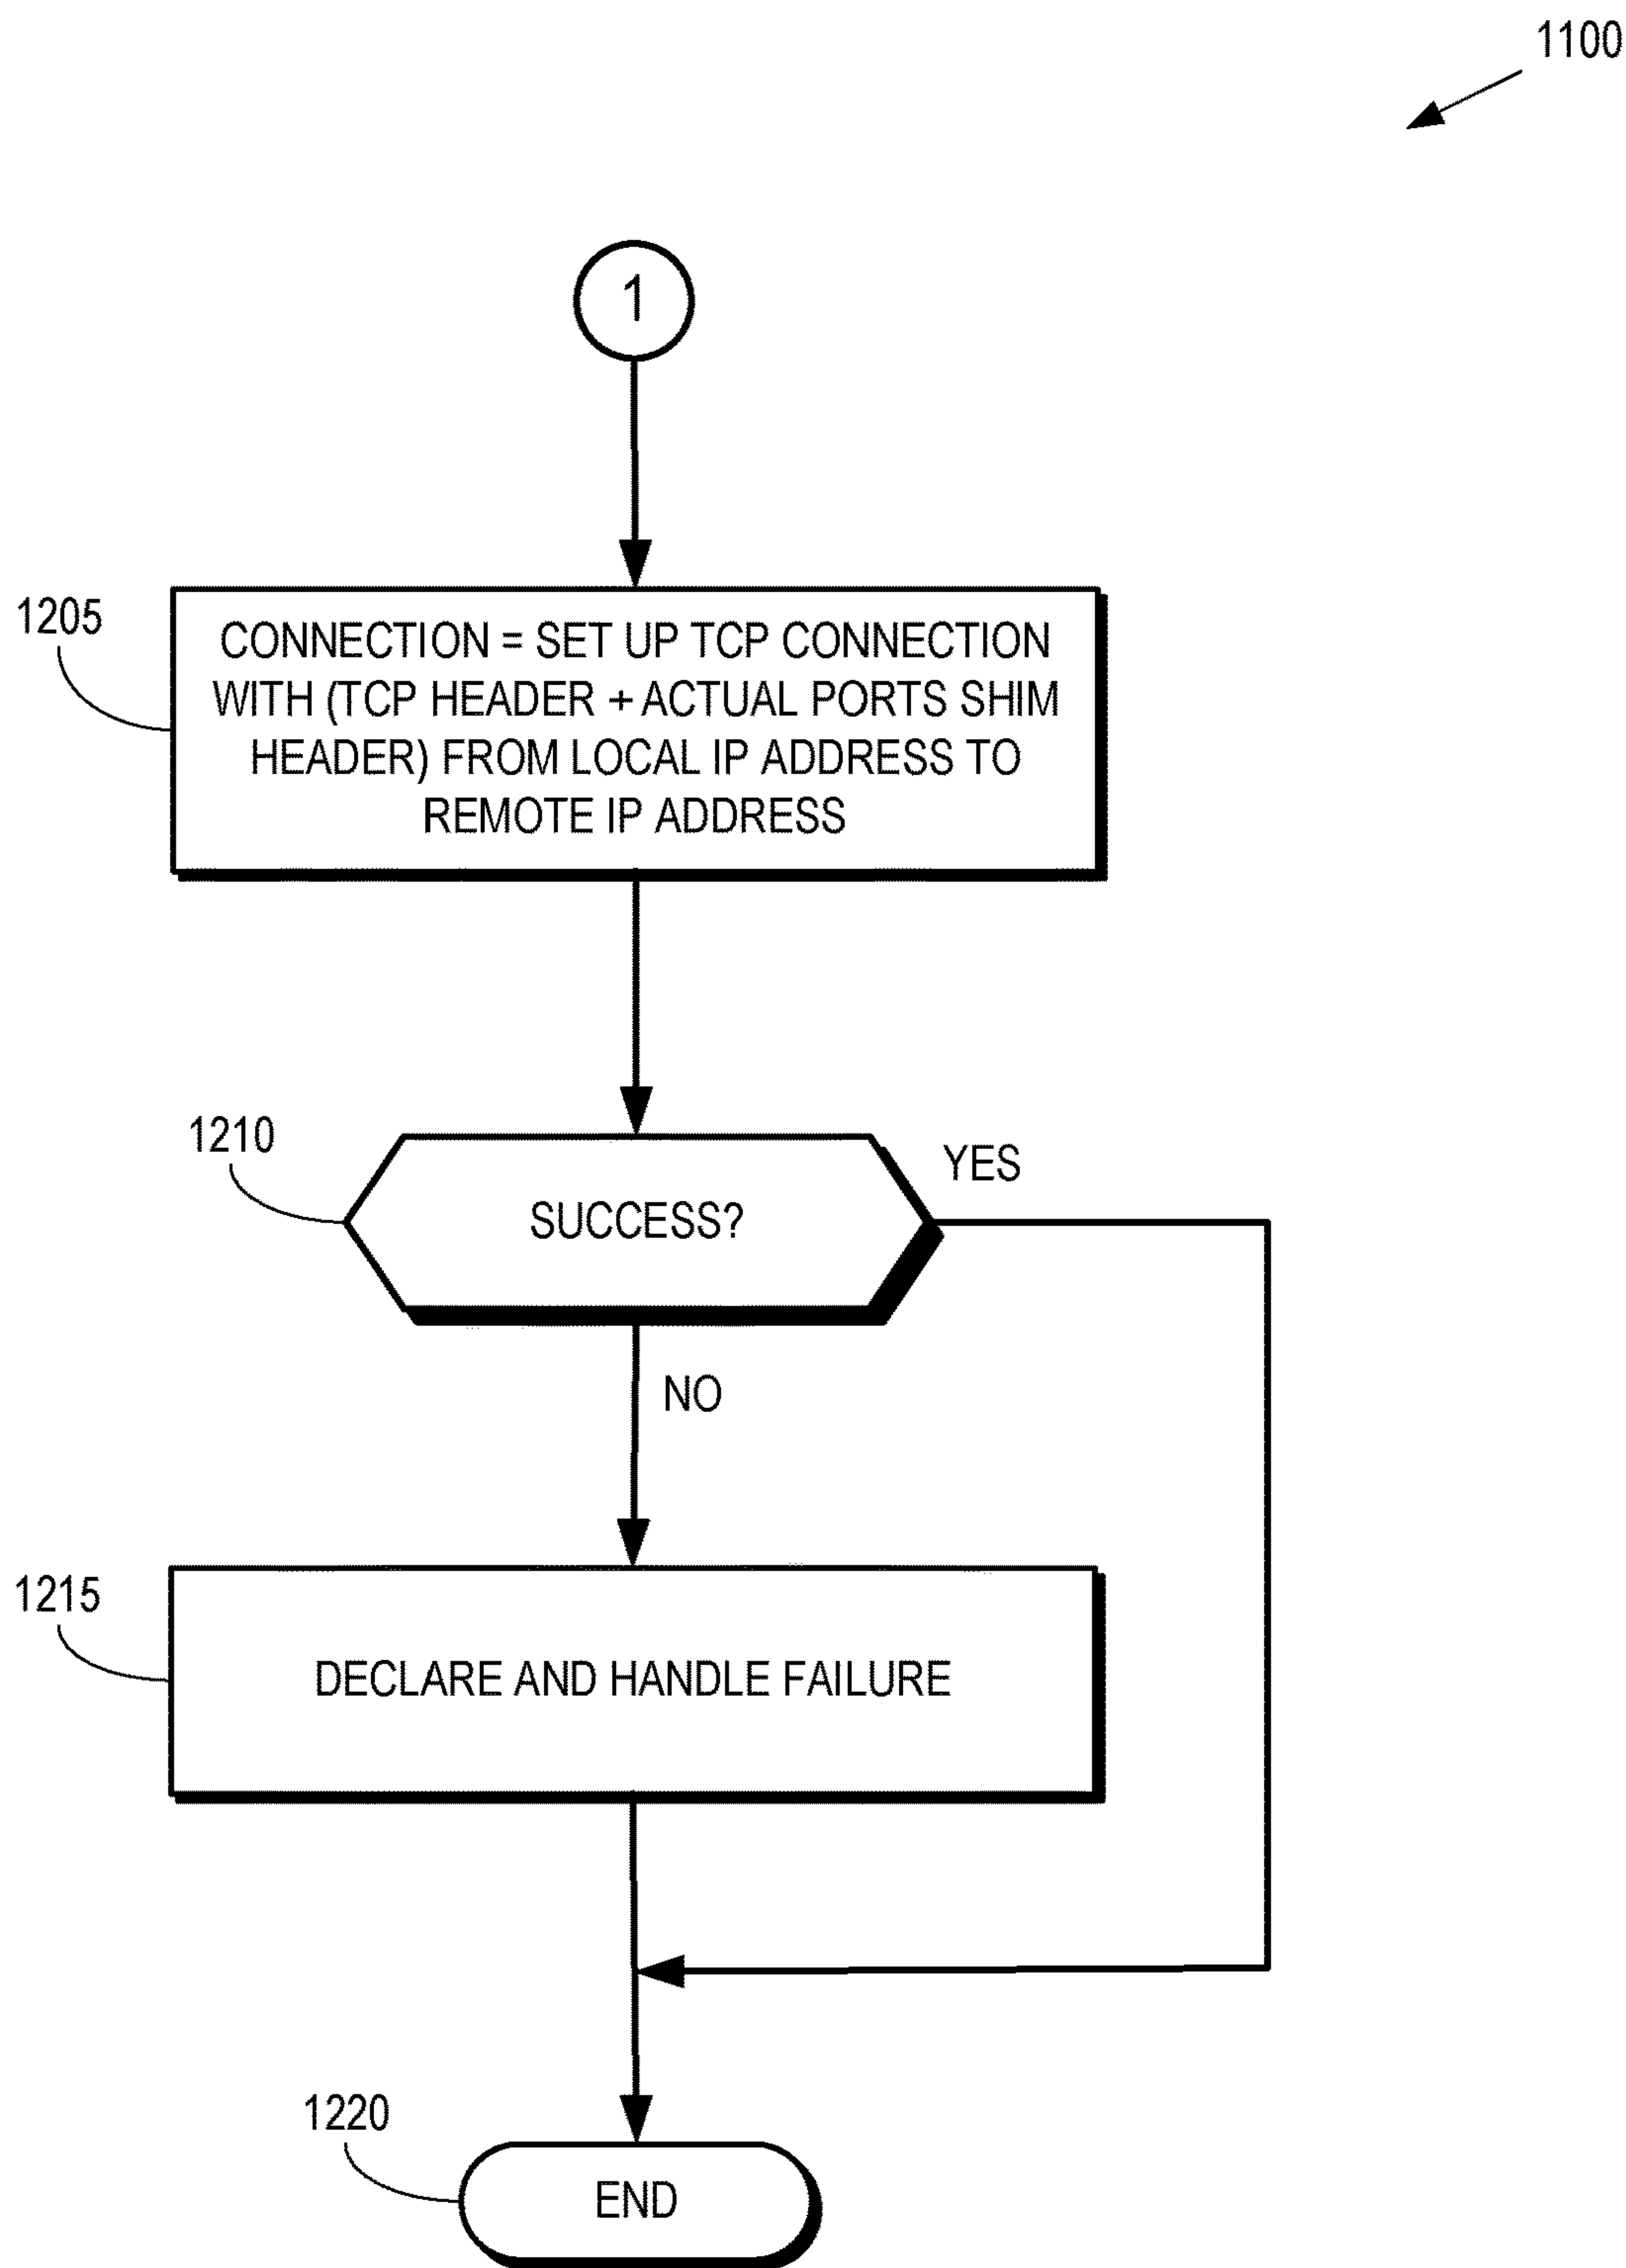 1100
1
1205
CONNECTION = SET UP TCP CONNECTION
WITH (TCP HEADER + ACTUAL PORTS SHIM
HEADER) FROM LOCAL IP ADDRESS TO
REMOTE IP ADDRESS
1210
SUCCESS?
YES
NO
1215
DECLARE AND HANDLE FAILURE
1220
END